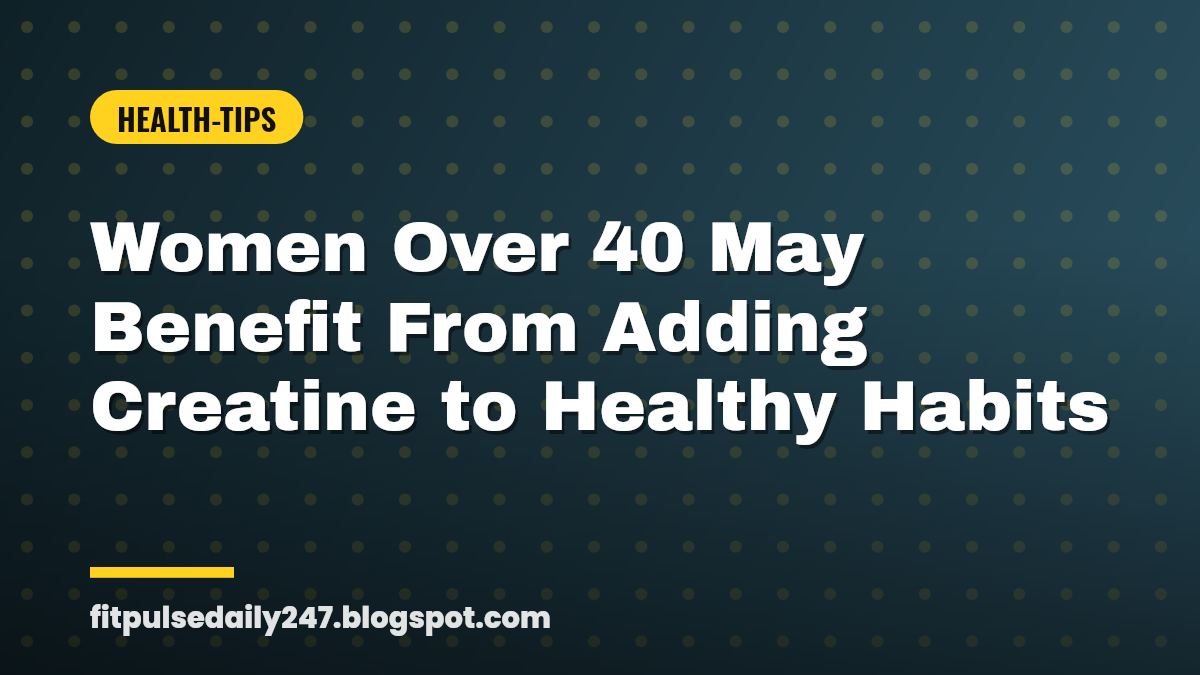 HEALTH-TIPS
Women Over 40 May
Benefit From Adding
Creatine to Healthy Habits
fitpulsedaily247.blogspot.com